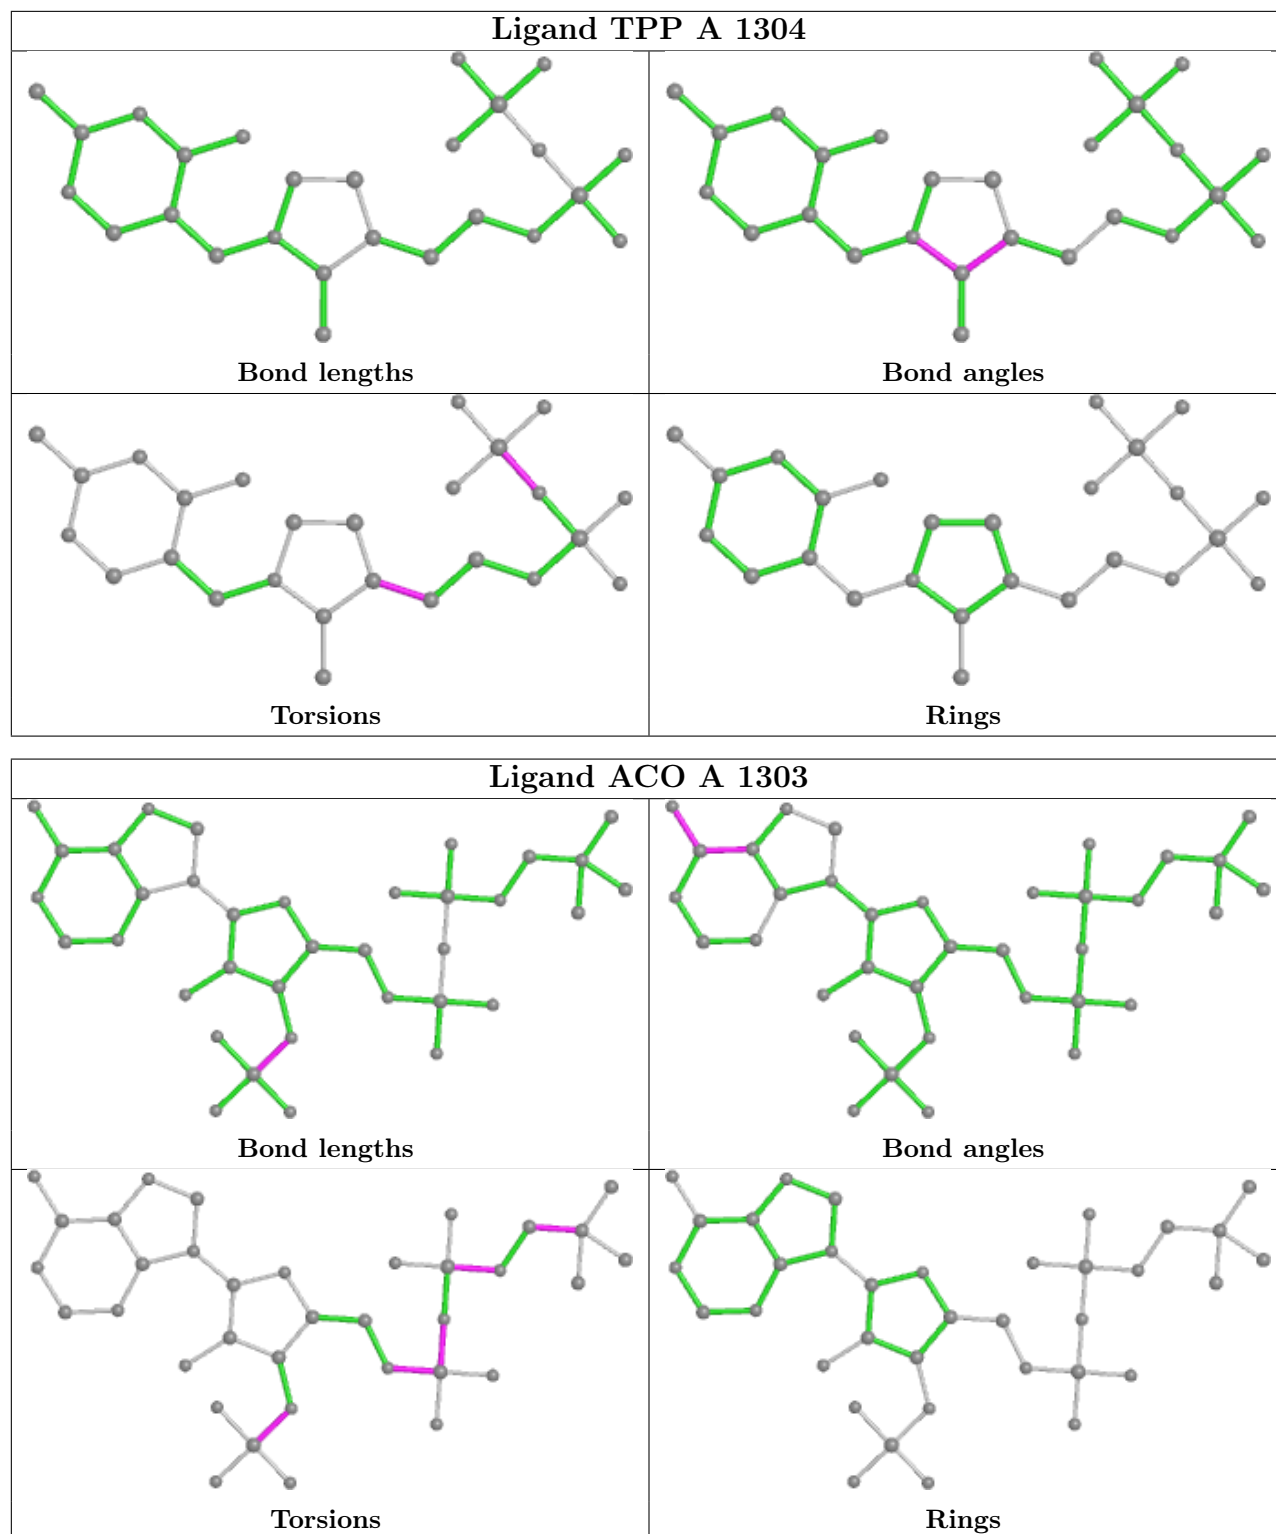 Ligand TPP A 1304
Bond lengths
Bond angles
Torsions
Rings
Ligand ACO A 1303
Bond lengths
Bond angles
Torsions
Rings